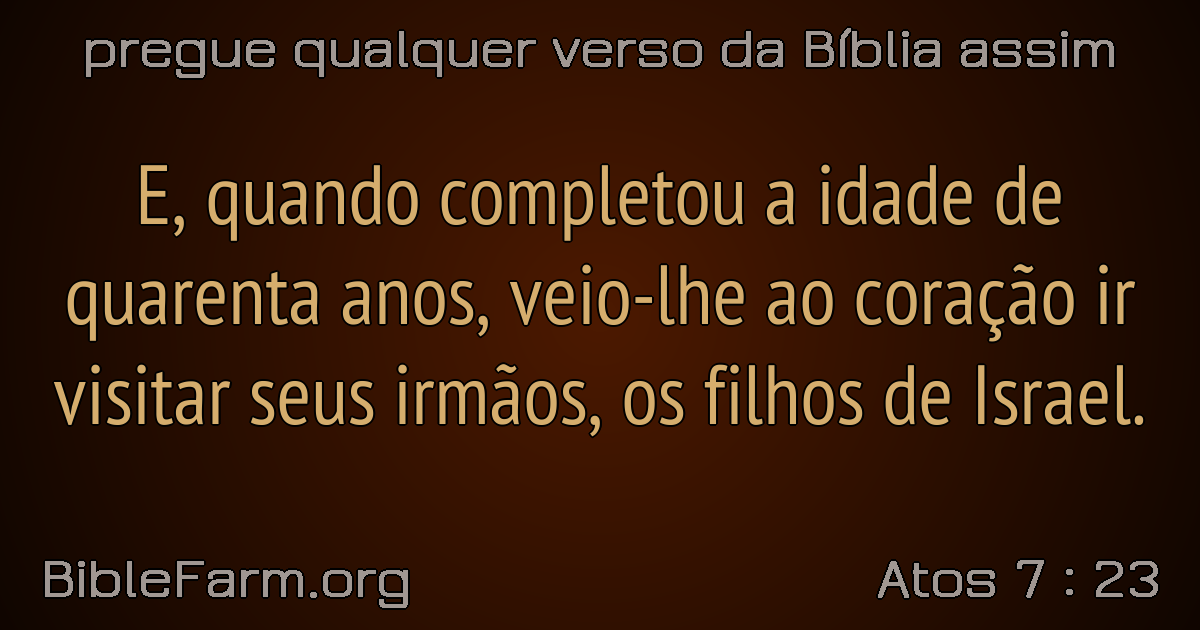 pregue qualquer verso da Bíblia assim
E, quando completou a idade de
quarenta anos, veio-lhe ao coração ir
visitar seus irmãos, os filhos de Israel.
BibleFarm.org
Atos 7 : 23